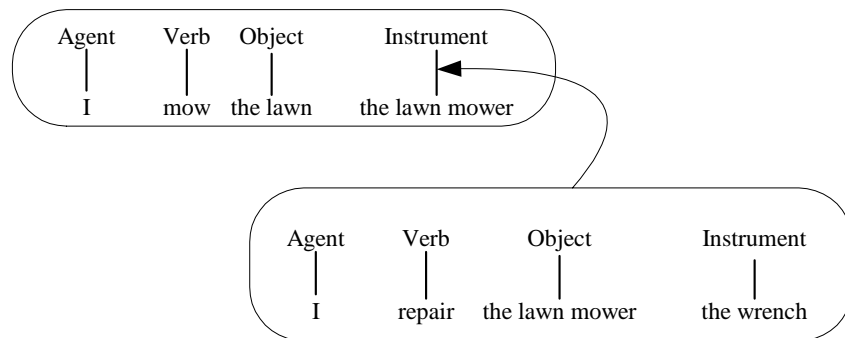 Agent Verb Object Instrument
I mow the lawn the lawn mower
Agent Verb Object Instrument
I repair the lawn mower the wrench